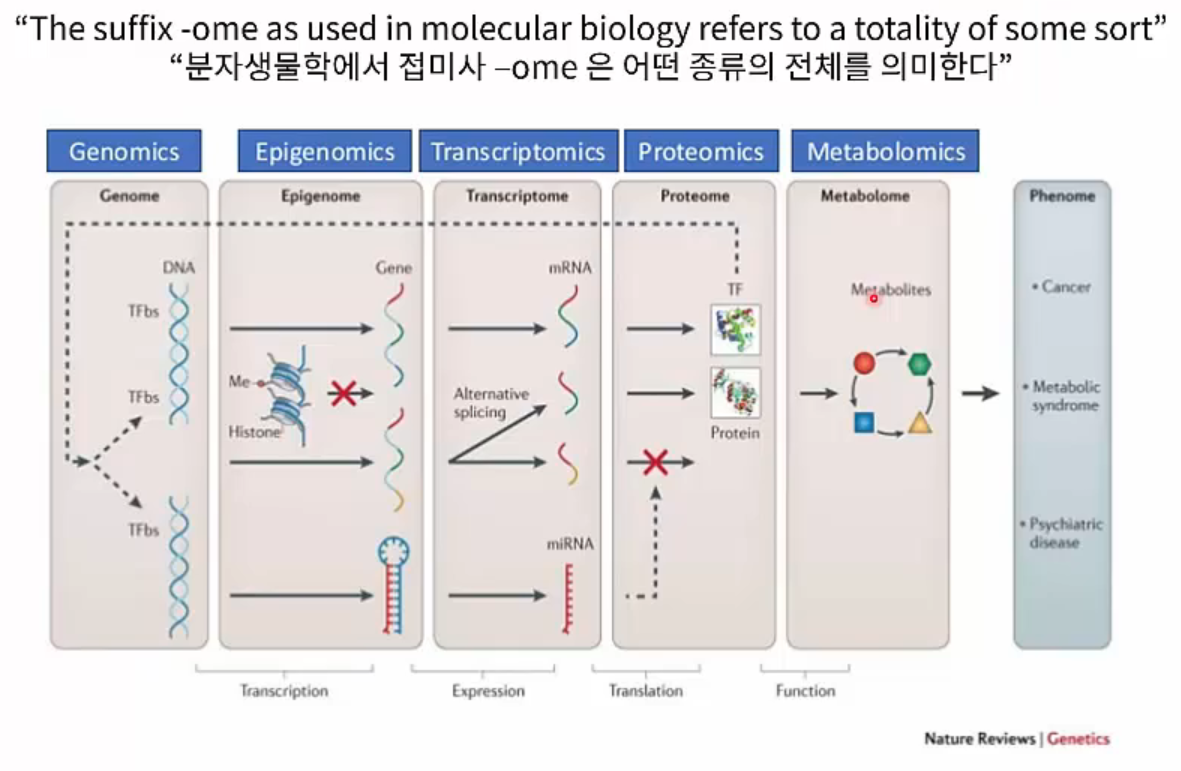 “The suffix -ome as used in molecular biology refers to a totality of some sort”
“분자생물학에서 접미사 –ome 은 어떤 종류의 전체를 의미한다”
Genomics
Epigenomics
Transcriptomics
Proteomics
Metabolomics
Genome
Epigenome
Transcriptome
Proteome
Metabolome
Phenome
DNA
TFbs
TFbs
TFbs
Gene
Me
Histone
mRNA
Alternative
splicing
miRNA
TF
Protein
Metabolites
• Cancer
• Metabolic
syndrome
• Psychiatric
disease
Transcription
Expression
Translation
Function
Nature Reviews | Genetics